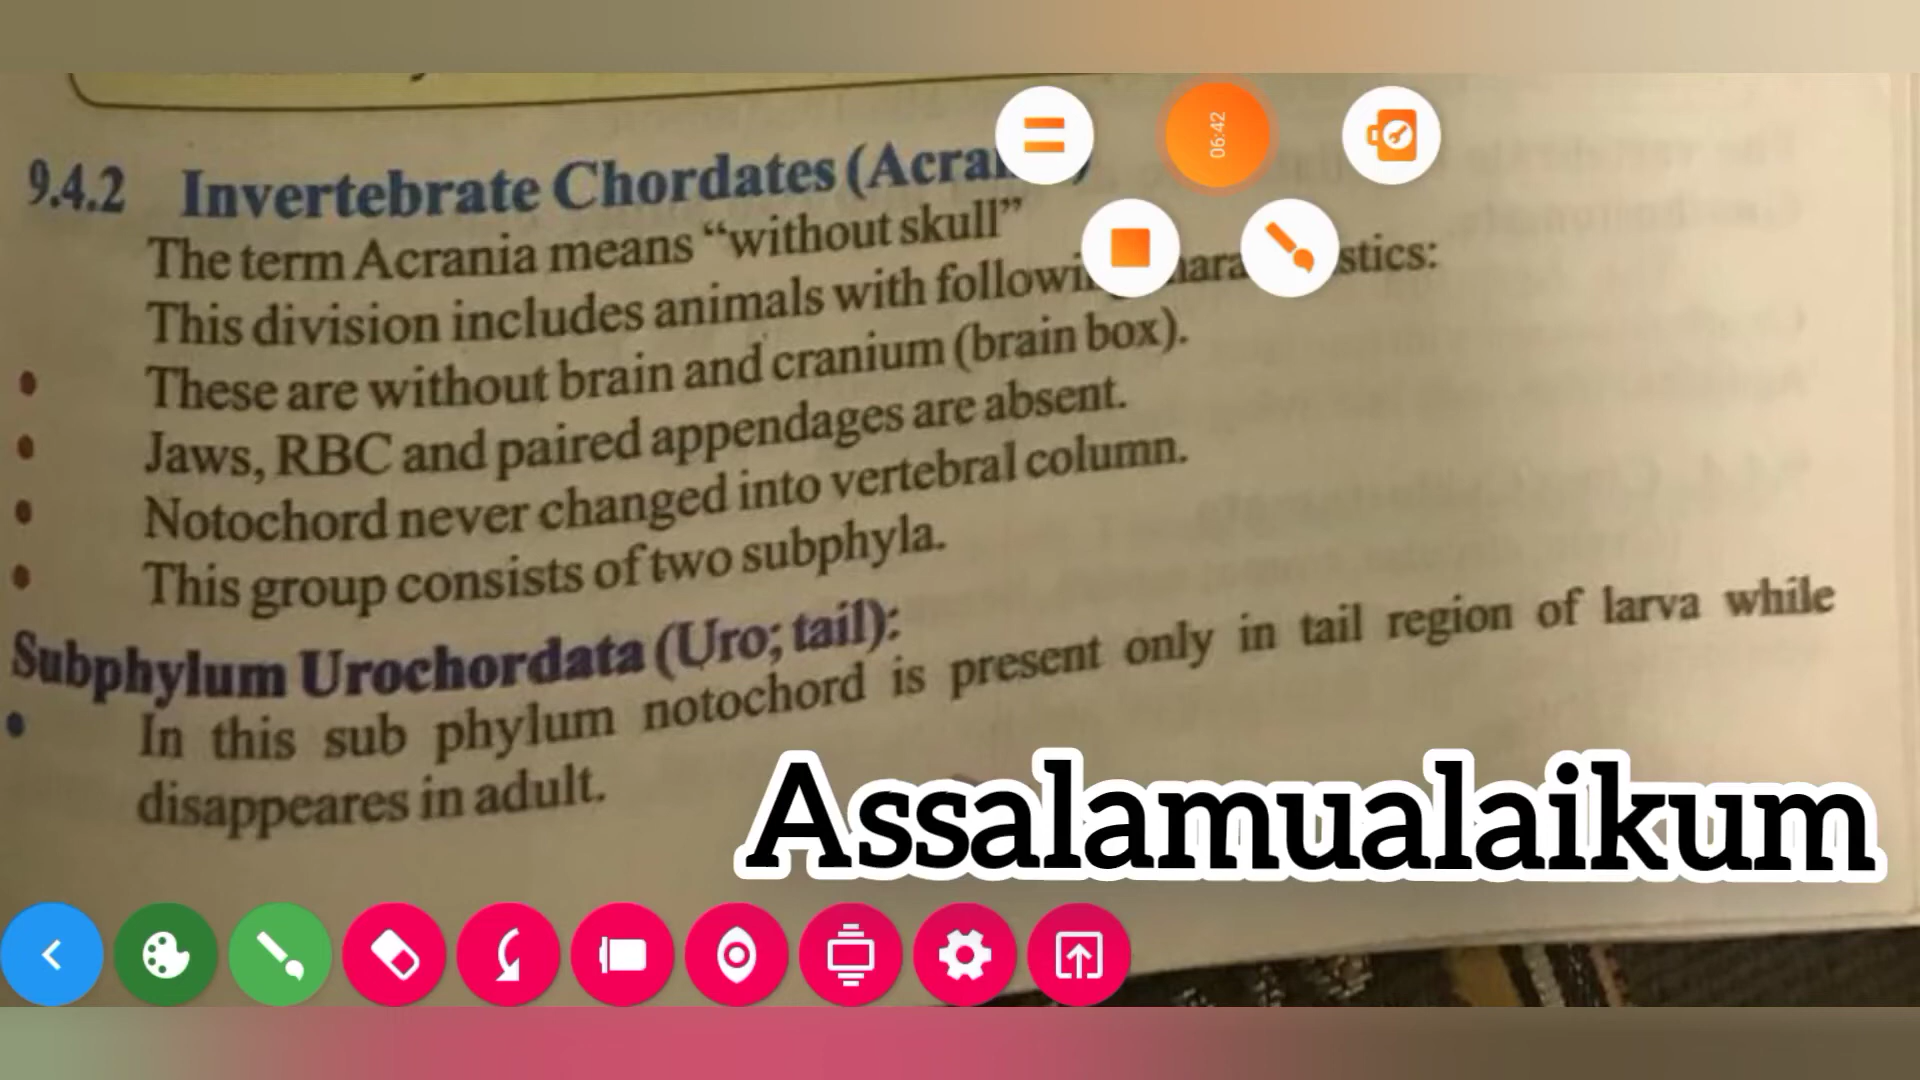 9.4.2 Invertebrate Chordates (Acra
The term Acrania means “without skull”
This division includes animals with stics:
These are without brain and cranium (brain box).
Jaws, RBC and paired appendages are absent.
Notochord never changed into vertebral column.
This group consists of two subphyla.
Subphylum Urochordata (Uro; tail):
In this sub phylum notochord is present only in tail region of larva while
disappeares in adult.
Assalamualaikum
06:42